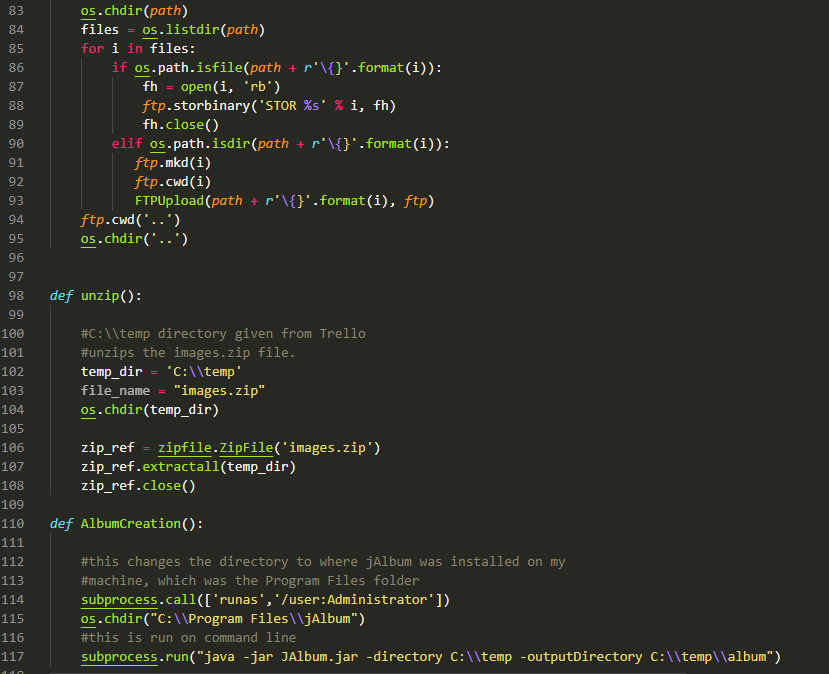 83 os.chdir(path)
84 files = os.listdir(path)
85 for i in files:
86 if os.path.isfile(path + r'\{}'.format(i)):
87 fh = open(i, 'rb')
88 ftp.storbinary('STOR %s' % i, fh)
89 fh.close()
90 elif os.path.isdir(path + r'\{}'.format(i)):
91 ftp.mkd(i)
92 ftp.cwd(i)
93 FTPUpload(path + r'\{}'.format(i), ftp)
94 ftp.cwd('..')
95 os.chdir('..')
96
97
98 def unzip():
99
100 #C:\\temp directory given from Trello
101 #unzips the images.zip file.
102 temp_dir = 'C:\\temp'
103 file_name = "images.zip"
104 os.chdir(temp_dir)
105
106 zip_ref = zipfile.ZipFile('images.zip')
107 zip_ref.extractall(temp_dir)
108 zip_ref.close()
109
110 def AlbumCreation():
111
112 #this changes the directory to where jAlbum was installed on my
113 #machine, which was the Program Files folder
114 subprocess.call(['runas','/user:Administrator'])
115 os.chdir("C:\\Program Files\\jAlbum")
116 #this is run on command line
117 subprocess.run("java -jar JAlbum.jar -directory C:\\temp -outputDirectory C:\\temp\\album")